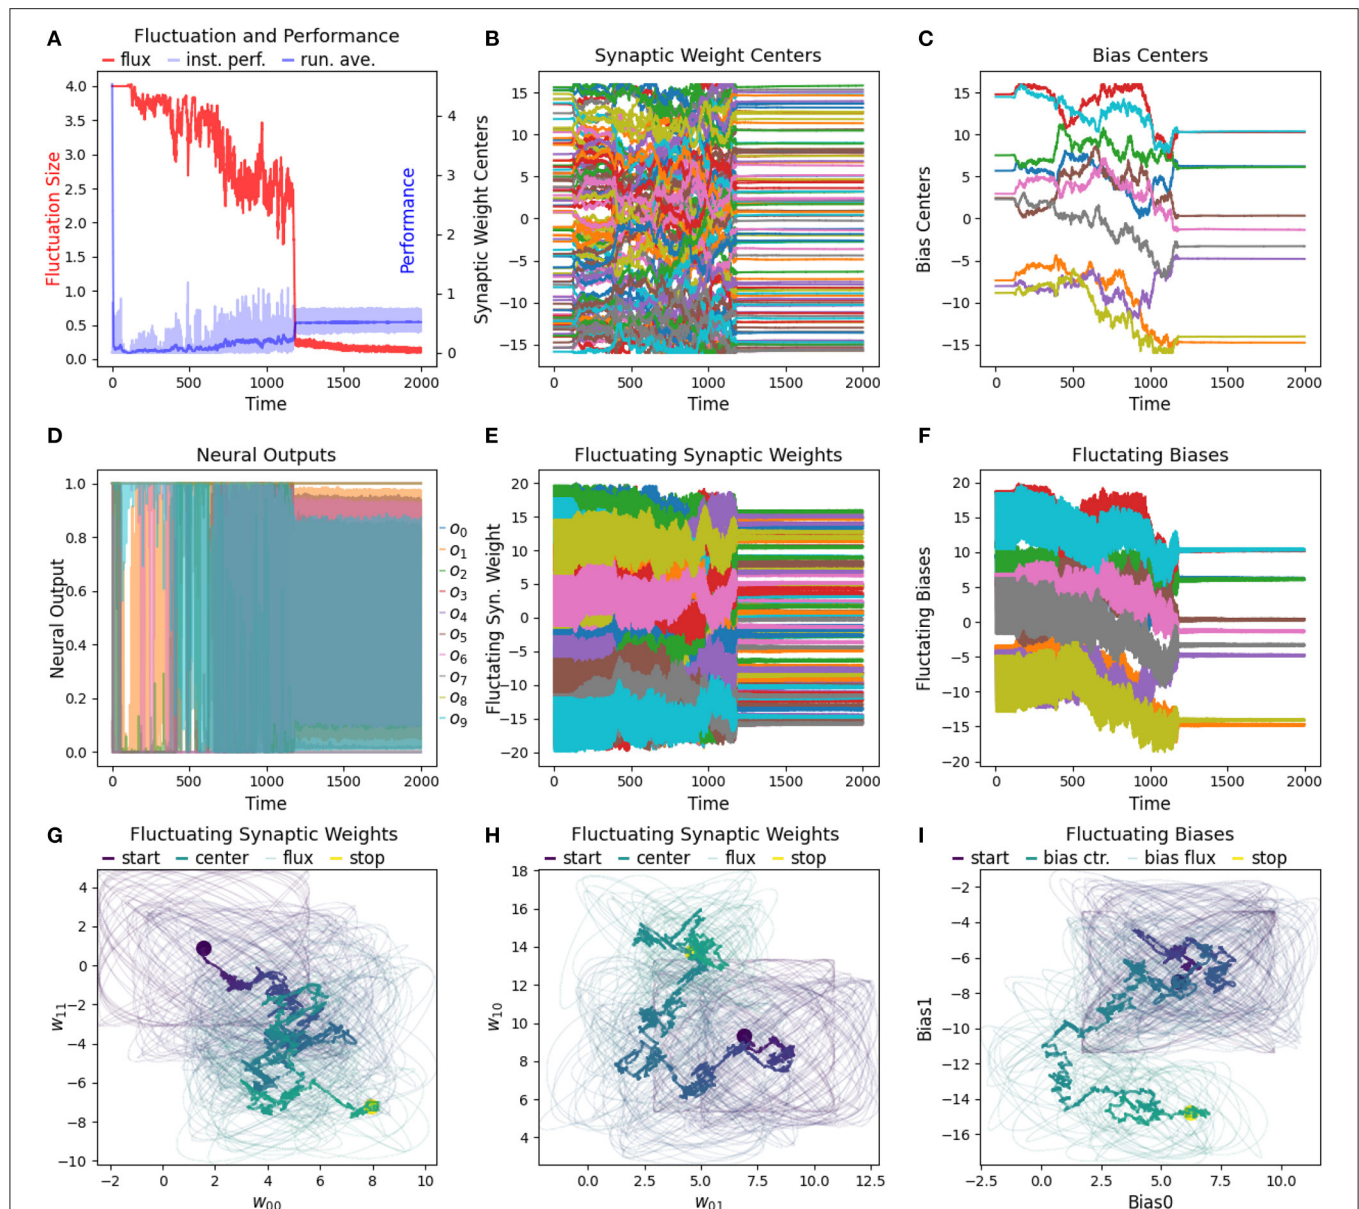 A
Fluctuation and Performance
flux inst. perf. run. ave.
4.0
3.5
3.0
2.5
2.0
1.5
1.0
0.5
0.0
Fluctuation Size
4
3
2
1
0
Performance
0 500 1000 1500 2000
Time
B
Synaptic Weight Centers
15
10
5
0
−5
−10
−15
Synaptic Weight Centers
0 500 1000 1500 2000
Time
C
Bias Centers
15
10
5
0
−5
−10
−15
Bias Centers
0 500 1000 1500 2000
Time
D
Neural Outputs
1.0
0.8
0.6
0.4
0.2
0.0
Neural Output
o0
o1
o2
o3
o4
o5
o6
o7
o8
o9
0 500 1000 1500 2000
Time
E
Fluctuating Synaptic Weights
20
15
10
5
0
−5
−10
−15
−20
Fluctating Syn. Weight
0 500 1000 1500 2000
Time
F
Fluctating Biases
20
15
10
5
0
−5
−10
−15
−20
Fluctating Biases
0 500 1000 1500 2000
Time
G
Fluctuating Synaptic Weights
start center flux stop
4
2
0
−2
−4
−6
−8
−10
w11
−2 0 2 4 6 8 10
w00
H
Fluctuating Synaptic Weights
start center flux stop
18
16
14
12
10
8
6
4
w10
0.0 2.5 5.0 7.5 10.0 12.5
w01
I
Fluctuating Biases
start bias ctr. bias flux stop
−2
−4
−6
−8
−10
−12
−14
−16
Bias1
−2.5 0.0 2.5 5.0 7.5 10.0
Bias0